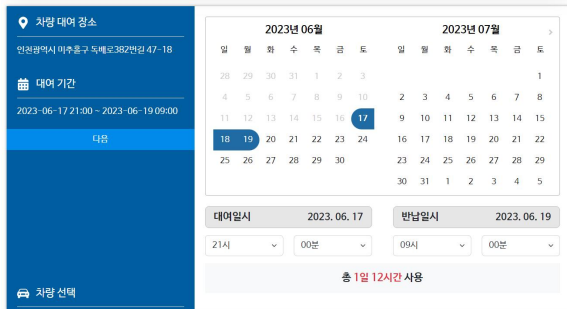 차량 대여 장소
인천광역시 미추홀구 독배로382번길 47-18
대여 기간
2023-06-17 21:00 ~ 2023-06-19 09:00
다음
차량 선택
2023년 06월
일 월 화 수 목 금 토
28 29 30 31 1 2 3
4 5 6 7 8 9 10
11 12 13 14 15 16 17
18 19 20 21 22 23 24
25 26 27 28 29 30
2023년 07월
일 월 화 수 목 금 토
1
2 3 4 5 6 7 8
9 10 11 12 13 14 15
16 17 18 19 20 21 22
23 24 25 26 27 28 29
30 31 1 2 3 4 5
대여일시 2023. 06. 17
21시 00분
반납일시 2023. 06. 19
09시 00분
총 1일 12시간 사용